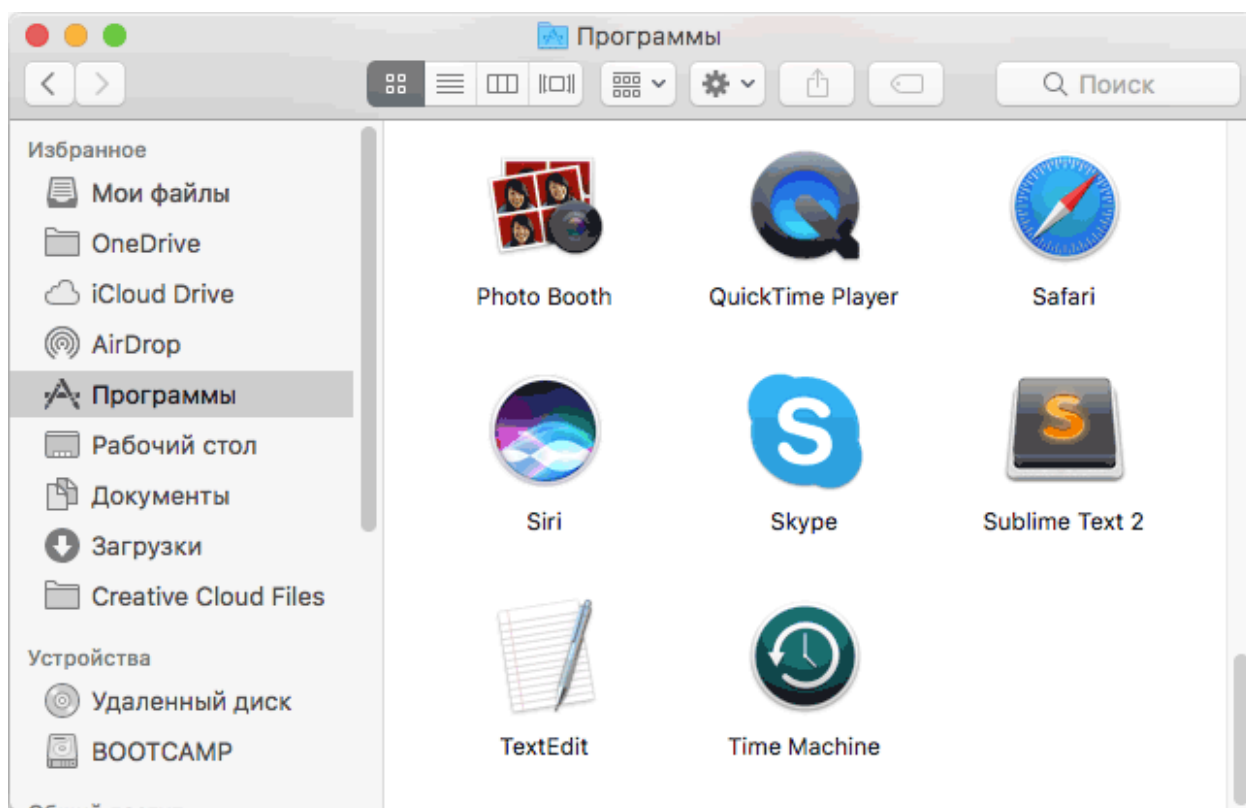 Программы
Поиск
Избранное
Мои файлы
OneDrive
iCloud Drive
AirDrop
Программы
Рабочий стол
Документы
Загрузки
Creative Cloud Files
Устройства
Удаленный диск
BOOTCAMP
Photo Booth
QuickTime Player
Safari
Siri
Skype
Sublime Text 2
TextEdit
Time Machine